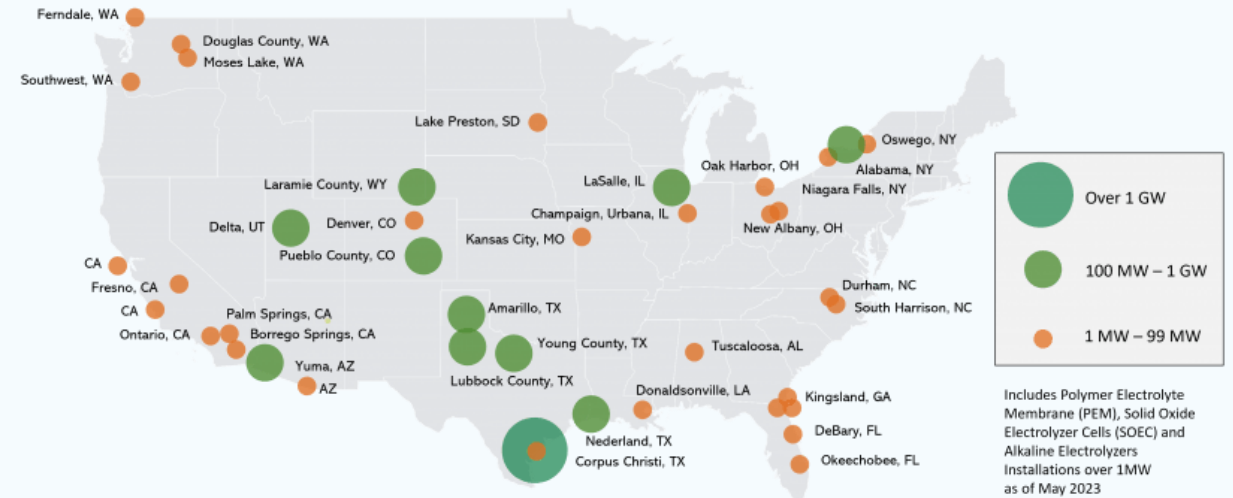 Ferndale, WA
Douglas County, WA
Moses Lake, WA
Southwest, WA
Lake Preston, SD
Oswego, NY
Alabama, NY
Niagara Falls, NY
Oak Harbor, OH
New Albany, OH
LaSalle, IL
Champaign, Urbana, IL
Kansas City, MO
Laramie County, WY
Delta, UT
Denver, CO
Pueblo County, CO
CA
Fresno, CA
CA
Palm Springs, CA
Ontario, CA
Borrego Springs, CA
Yuma, AZ
AZ
Amarillo, TX
Young County, TX
Lubbock County, TX
Nederland, TX
Corpus Christi, TX
Durham, NC
South Harrison, NC
Tuscaloosa, AL
Donaldsonville, LA
Kingsland, GA
DeBary, FL
Okeechobee, FL
Over 1 GW
100 MW – 1 GW
1 MW – 99 MW
Includes Polymer Electrolyte
Membrane (PEM), Solid Oxide
Electrolyzer Cells (SOEC) and
Alkaline Electrolyzers
Installations over 1MW
as of May 2023